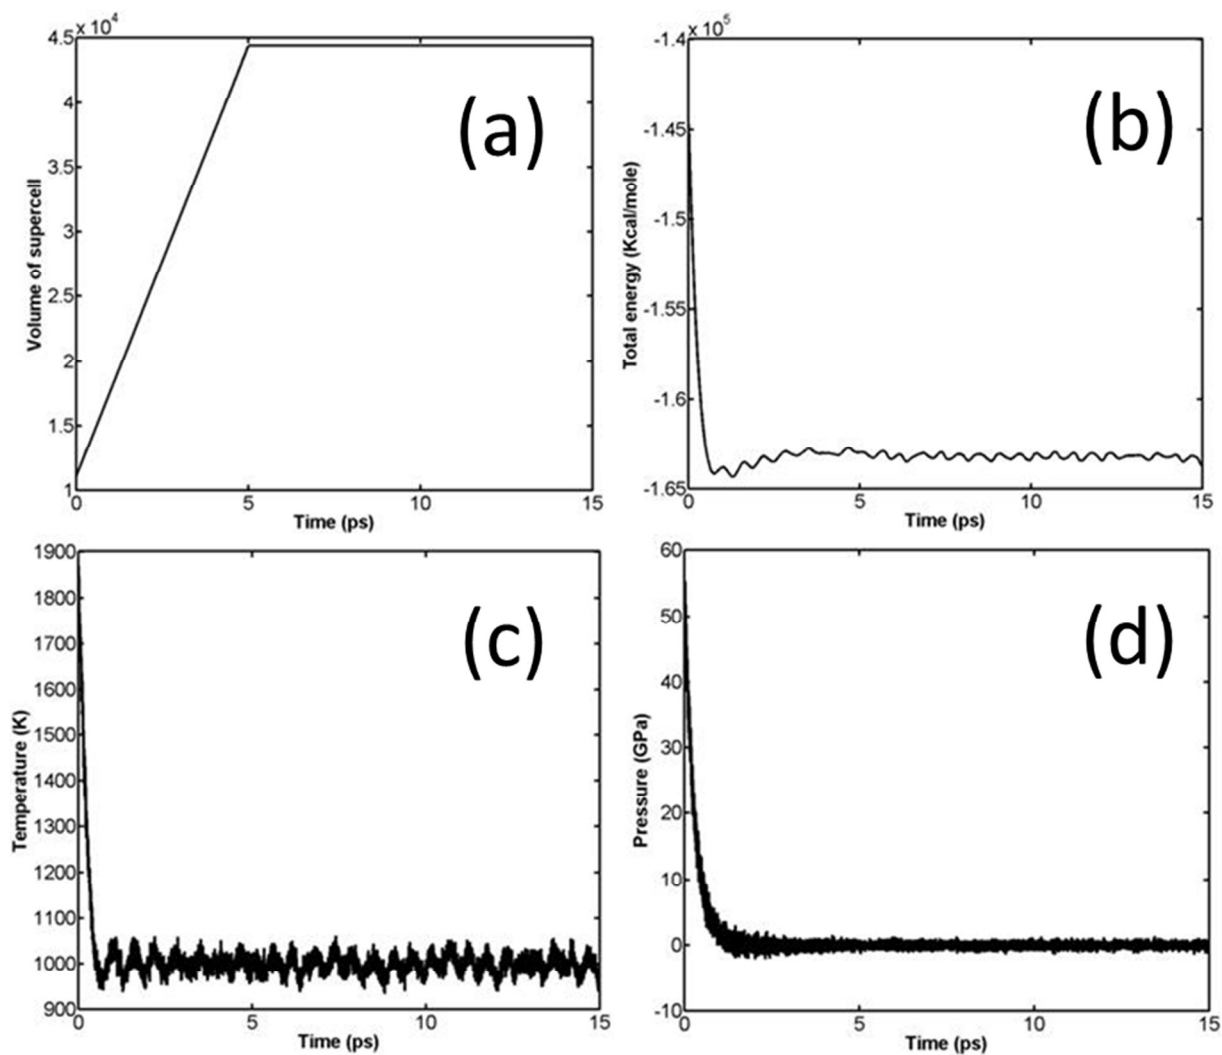 4.5 x 10⁴
4
3.5
3
2.5
2
1.5
1
0 5 10 15
Volume of supercell
Time (ps)
(a)
-1.4 x 10⁵
-1.45
-1.5
-1.55
-1.6
-1.65
0 5 10 15
Total energy (Kcal/mole)
Time (ps)
(b)
1900
1800
1700
1600
1500
1400
1300
1200
1100
1000
900
0 5 10 15
Temperature (K)
Time (ps)
(c)
60
50
40
30
20
10
0
-10
0 5 10 15
Pressure (GPa)
Time (ps)
(d)